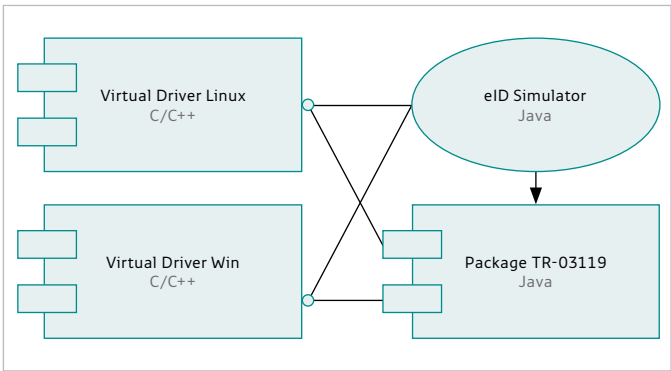 Virtual Driver Linux
C/C++
eID Simulator
Java
Virtual Driver Win
C/C++
Package TR-03119
Java